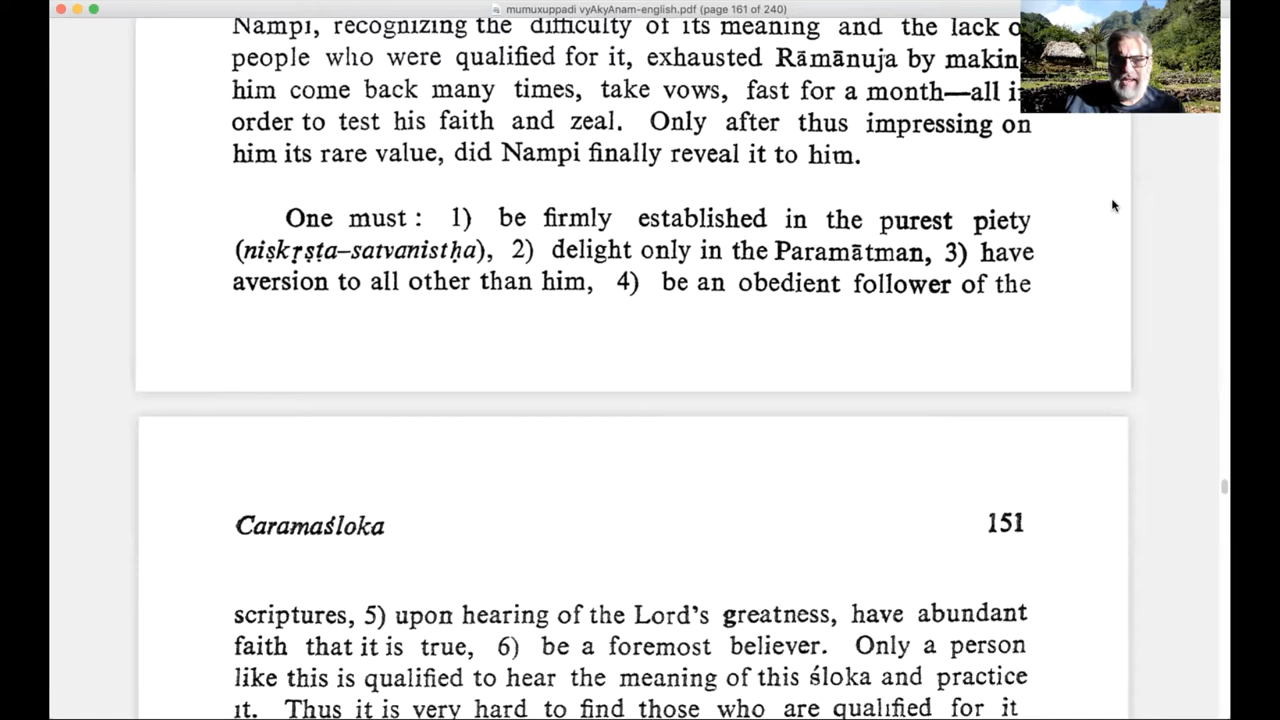 mumuxuppadi vyAkyAnam-english.pdf (page 161 of 240)
Nampi, recognizing the difficulty of its meaning and the lack
people who were qualified for it, exhausted Rāmānuja by
him come back many times, take vows, fast for a month—all
order to test his faith and zeal. Only after thus impressing on
him its rare value, did Nampi finally reveal it to him.
One must : 1) be firmly established in the purest piety
(niṣkṛṣṭa–satvanisṭha), 2) delight only in the Paramātman, 3) have
aversion to all other than him, 4) be an obedient follower of the
Caramaśloka 151
scriptures, 5) upon hearing of the Lord's greatness, have abundant
faith that it is true, 6) be a foremost believer. Only a person
like this is qualified to hear the meaning of this śloka and practice
it. Thus it is very hard to find those who are qualified for it